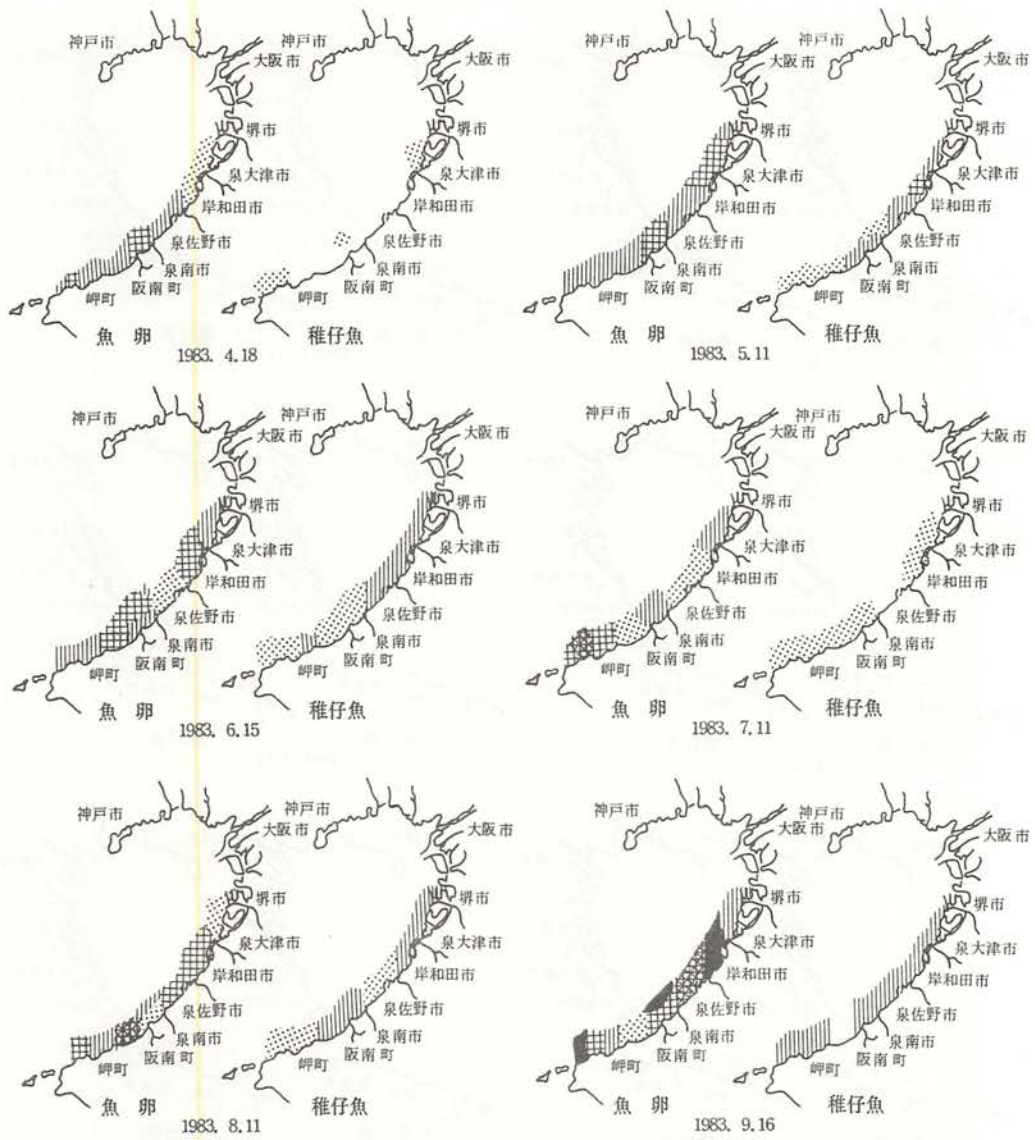 神戸市
大阪市
堺市
泉大津市
岸和田市
泉佐野市
泉南市
阪南町
岬町
魚卵
神戸市
大阪市
堺市
泉大津市
岸和田市
泉佐野市
泉南市
阪南町
岬町
稚仔魚
1983. 4.18
神戸市
大阪市
堺市
泉大津市
岸和田市
泉佐野市
泉南市
阪南町
岬町
魚卵
神戸市
大阪市
堺市
泉大津市
岸和田市
泉佐野市
泉南市
阪南町
岬町
稚仔魚
1983. 5.11
神戸市
大阪市
堺市
泉大津市
岸和田市
泉佐野市
泉南市
阪南町
岬町
魚卵
神戸市
大阪市
堺市
泉大津市
岸和田市
泉佐野市
泉南市
阪南町
岬町
稚仔魚
1983. 6.15
神戸市
大阪市
堺市
泉大津市
岸和田市
泉佐野市
泉南市
阪南町
岬町
魚卵
神戸市
大阪市
堺市
泉大津市
岸和田市
泉佐野市
泉南市
阪南町
岬町
稚仔魚
1983. 7.11
神戸市
大阪市
堺市
泉大津市
岸和田市
泉佐野市
泉南市
阪南町
岬町
魚卵
神戸市
大阪市
堺市
泉大津市
岸和田市
泉佐野市
泉南市
阪南町
岬町
稚仔魚
1983. 8.11
神戸市
大阪市
堺市
泉大津市
岸和田市
泉佐野市
泉南市
阪南町
岬町
魚卵
神戸市
大阪市
堺市
泉大津市
岸和田市
泉佐野市
泉南市
阪南町
岬町
稚仔魚
1983. 9.16